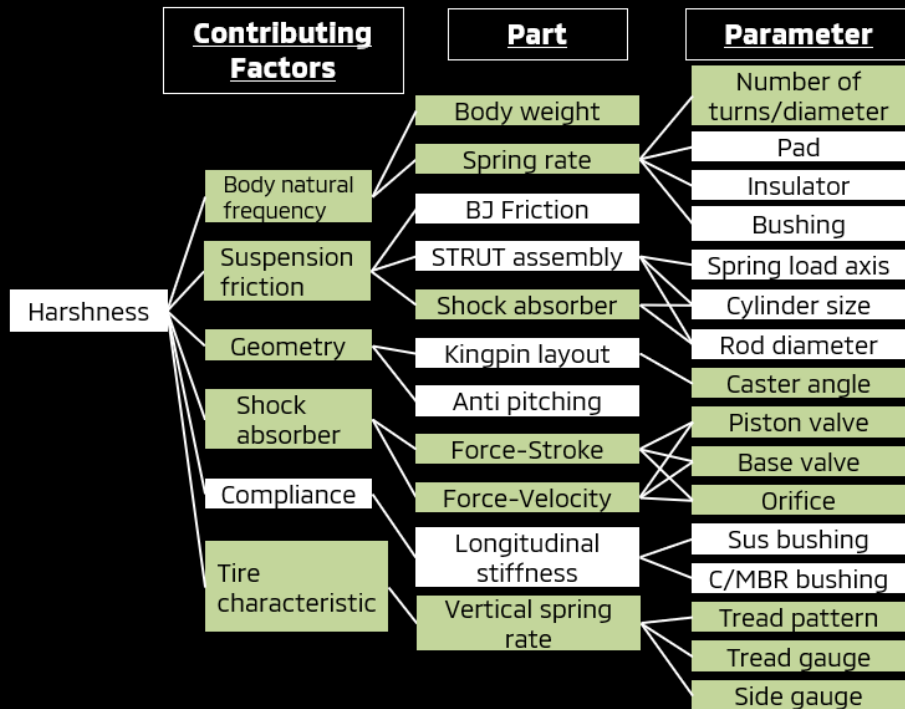 Contributing
Factors
Part
Parameter
Harshness
Body natural
frequency
Suspension
friction
Geometry
Shock
absorber
Compliance
Tire
characteristic
Body weight
Spring rate
BJ Friction
STRUT assembly
Shock absorber
Kingpin layout
Anti pitching
Force-Stroke
Force-Velocity
Longitudinal
stiffness
Vertical spring
rate
Number of
turns/diameter
Pad
Insulator
Bushing
Spring load axis
Cylinder size
Rod diameter
Caster angle
Piston valve
Base valve
Orifice
Sus bushing
C/MBR bushing
Tread pattern
Tread gauge
Side gauge